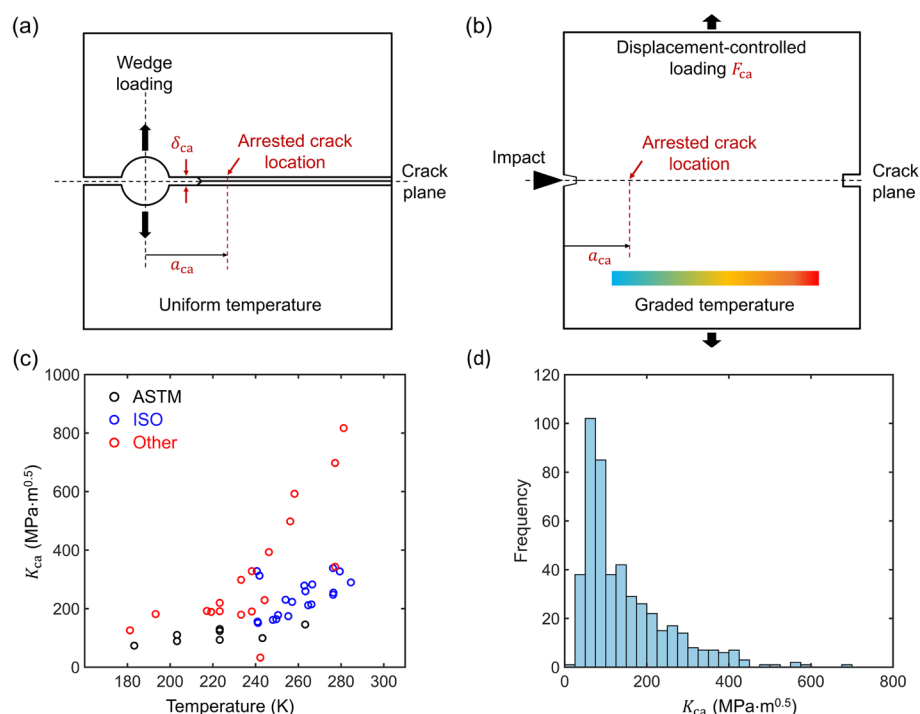 (a)
Wedge
loading
δca
Arrested crack
location
Crack
plane
aca
Uniform temperature
(b)
Displacement-controlled
loading Fca
Impact
Arrested crack
location
Crack
plane
aca
Graded temperature
(c)
1000
800
600
400
200
0
Kca (MPa·m0.5)
ASTM
ISO
Other
180 200 220 240 260 280 300
Temperature (K)
(d)
120
100
80
60
40
20
0
Frequency
0 200 400 600 800
Kca (MPa·m0.5)